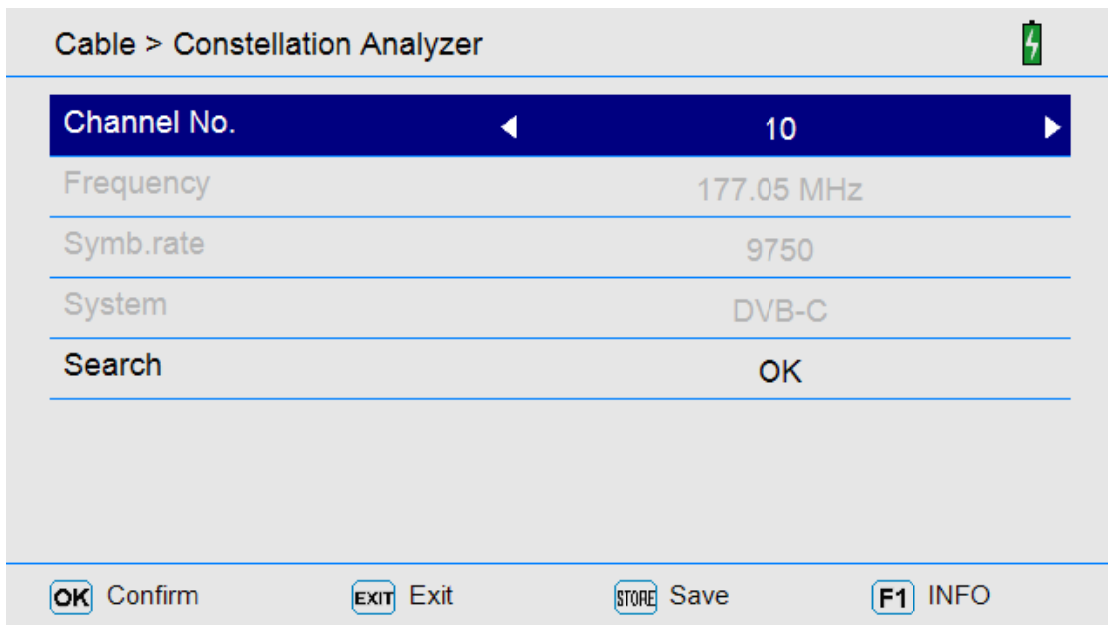 Cable > Constellation Analyzer
Channel No. 10
Frequency 177.05 MHz
Symb.rate 9750
System DVB-C
Search OK
OK Confirm EXIT Exit STORE Save F1 INFO